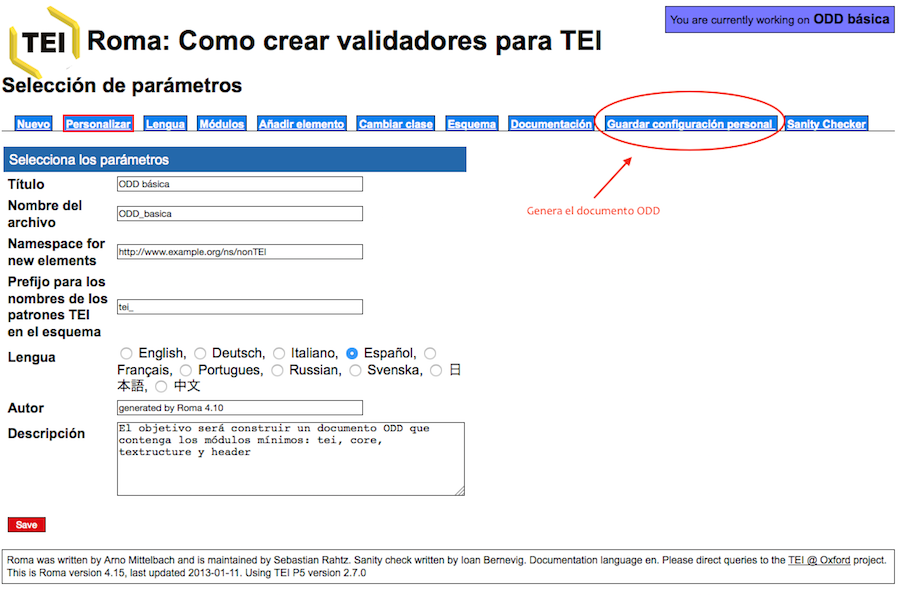 You are currently working on ODD básica
TEI
Roma: Como crear validadores para TEI
Selección de parámetros
Nuevo Personalizar Lengua Módulos Añadir elemento Cambiar clase Esquema Documentación Guardar configuración personal Sanity Checker
Selecciona los parámetros
Título ODD básica
Nombre del
archivo ODD_basica
Namespace for
new elements http://www.example.org/ns/nonTEI
Prefijo para los
nombres de los
patrones TEI tei_
en el esquema
Genera el documento ODD
Lengua English, Deutsch, Italiano, Español,
Français, Portugues, Russian, Svenska, 日
本語, 中文
Autor generated by Roma 4.10
Descripción El objetivo será construir un documento ODD que
contenga los módulos mínimos: tei, core,
textructure y header
Save
Roma was written by Arno Mittelbach and is maintained by Sebastian Rahtz. Sanity check written by Ioan Bernevig. Documentation language en. Please direct queries to the TEI @ Oxford project.
This is Roma version 4.15, last updated 2013-01-11. Using TEI P5 version 2.7.0